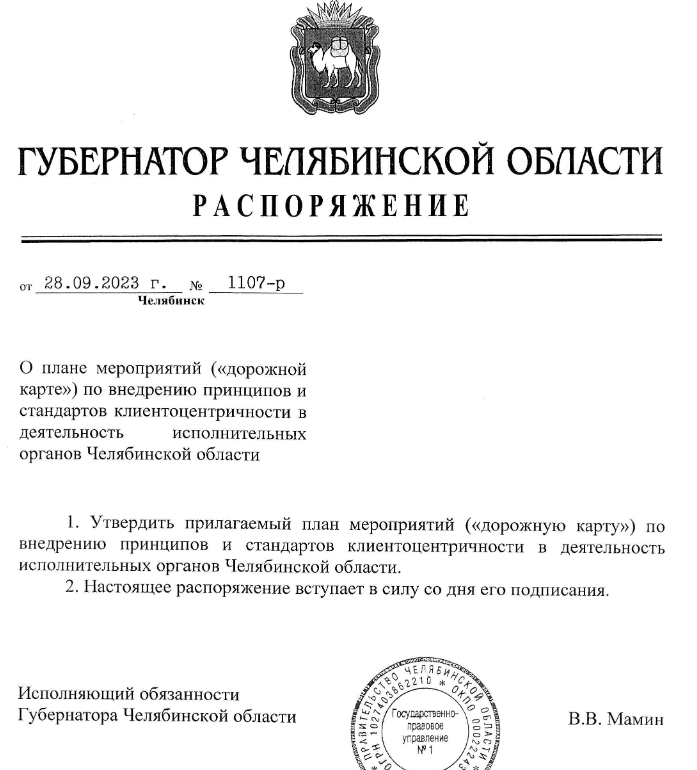 ГУБЕРНАТОР ЧЕЛЯБИНСКОЙ ОБЛАСТИ
РАСПОРЯЖЕНИЕ
от 28.09.2023 г. № 1107-р
Челябинск
О плане мероприятий («дорожной
карте») по внедрению принципов и
стандартов клиентоцентричности в
деятельность исполнительных
органов Челябинской области
1. Утвердить прилагаемый план мероприятий («дорожную карту») по
внедрению принципов и стандартов клиентоцентричности в деятельность
исполнительных органов Челябинской области.
2. Настоящее распоряжение вступает в силу со дня его подписания.
Исполняющий обязанности
Губернатора Челябинской области
В.В. Мамин
ПРАВИТЕЛЬСТВО ЧЕЛЯБИНСКОЙ ОБЛАСТИ
ОГРН 1027403862210 * ОКПО
Государственно-
правовое
управление
№ 1